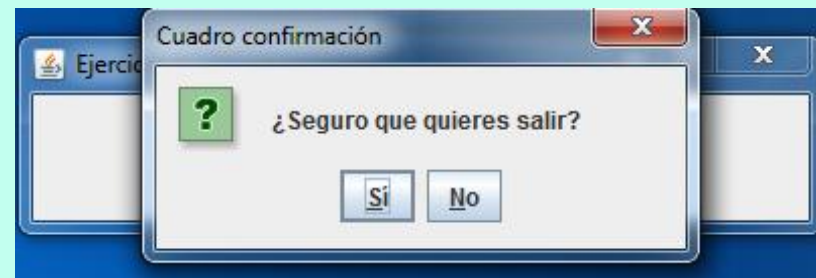 Cuadro confirmación
Ejercic
¿Seguro que quieres salir?
Sí No